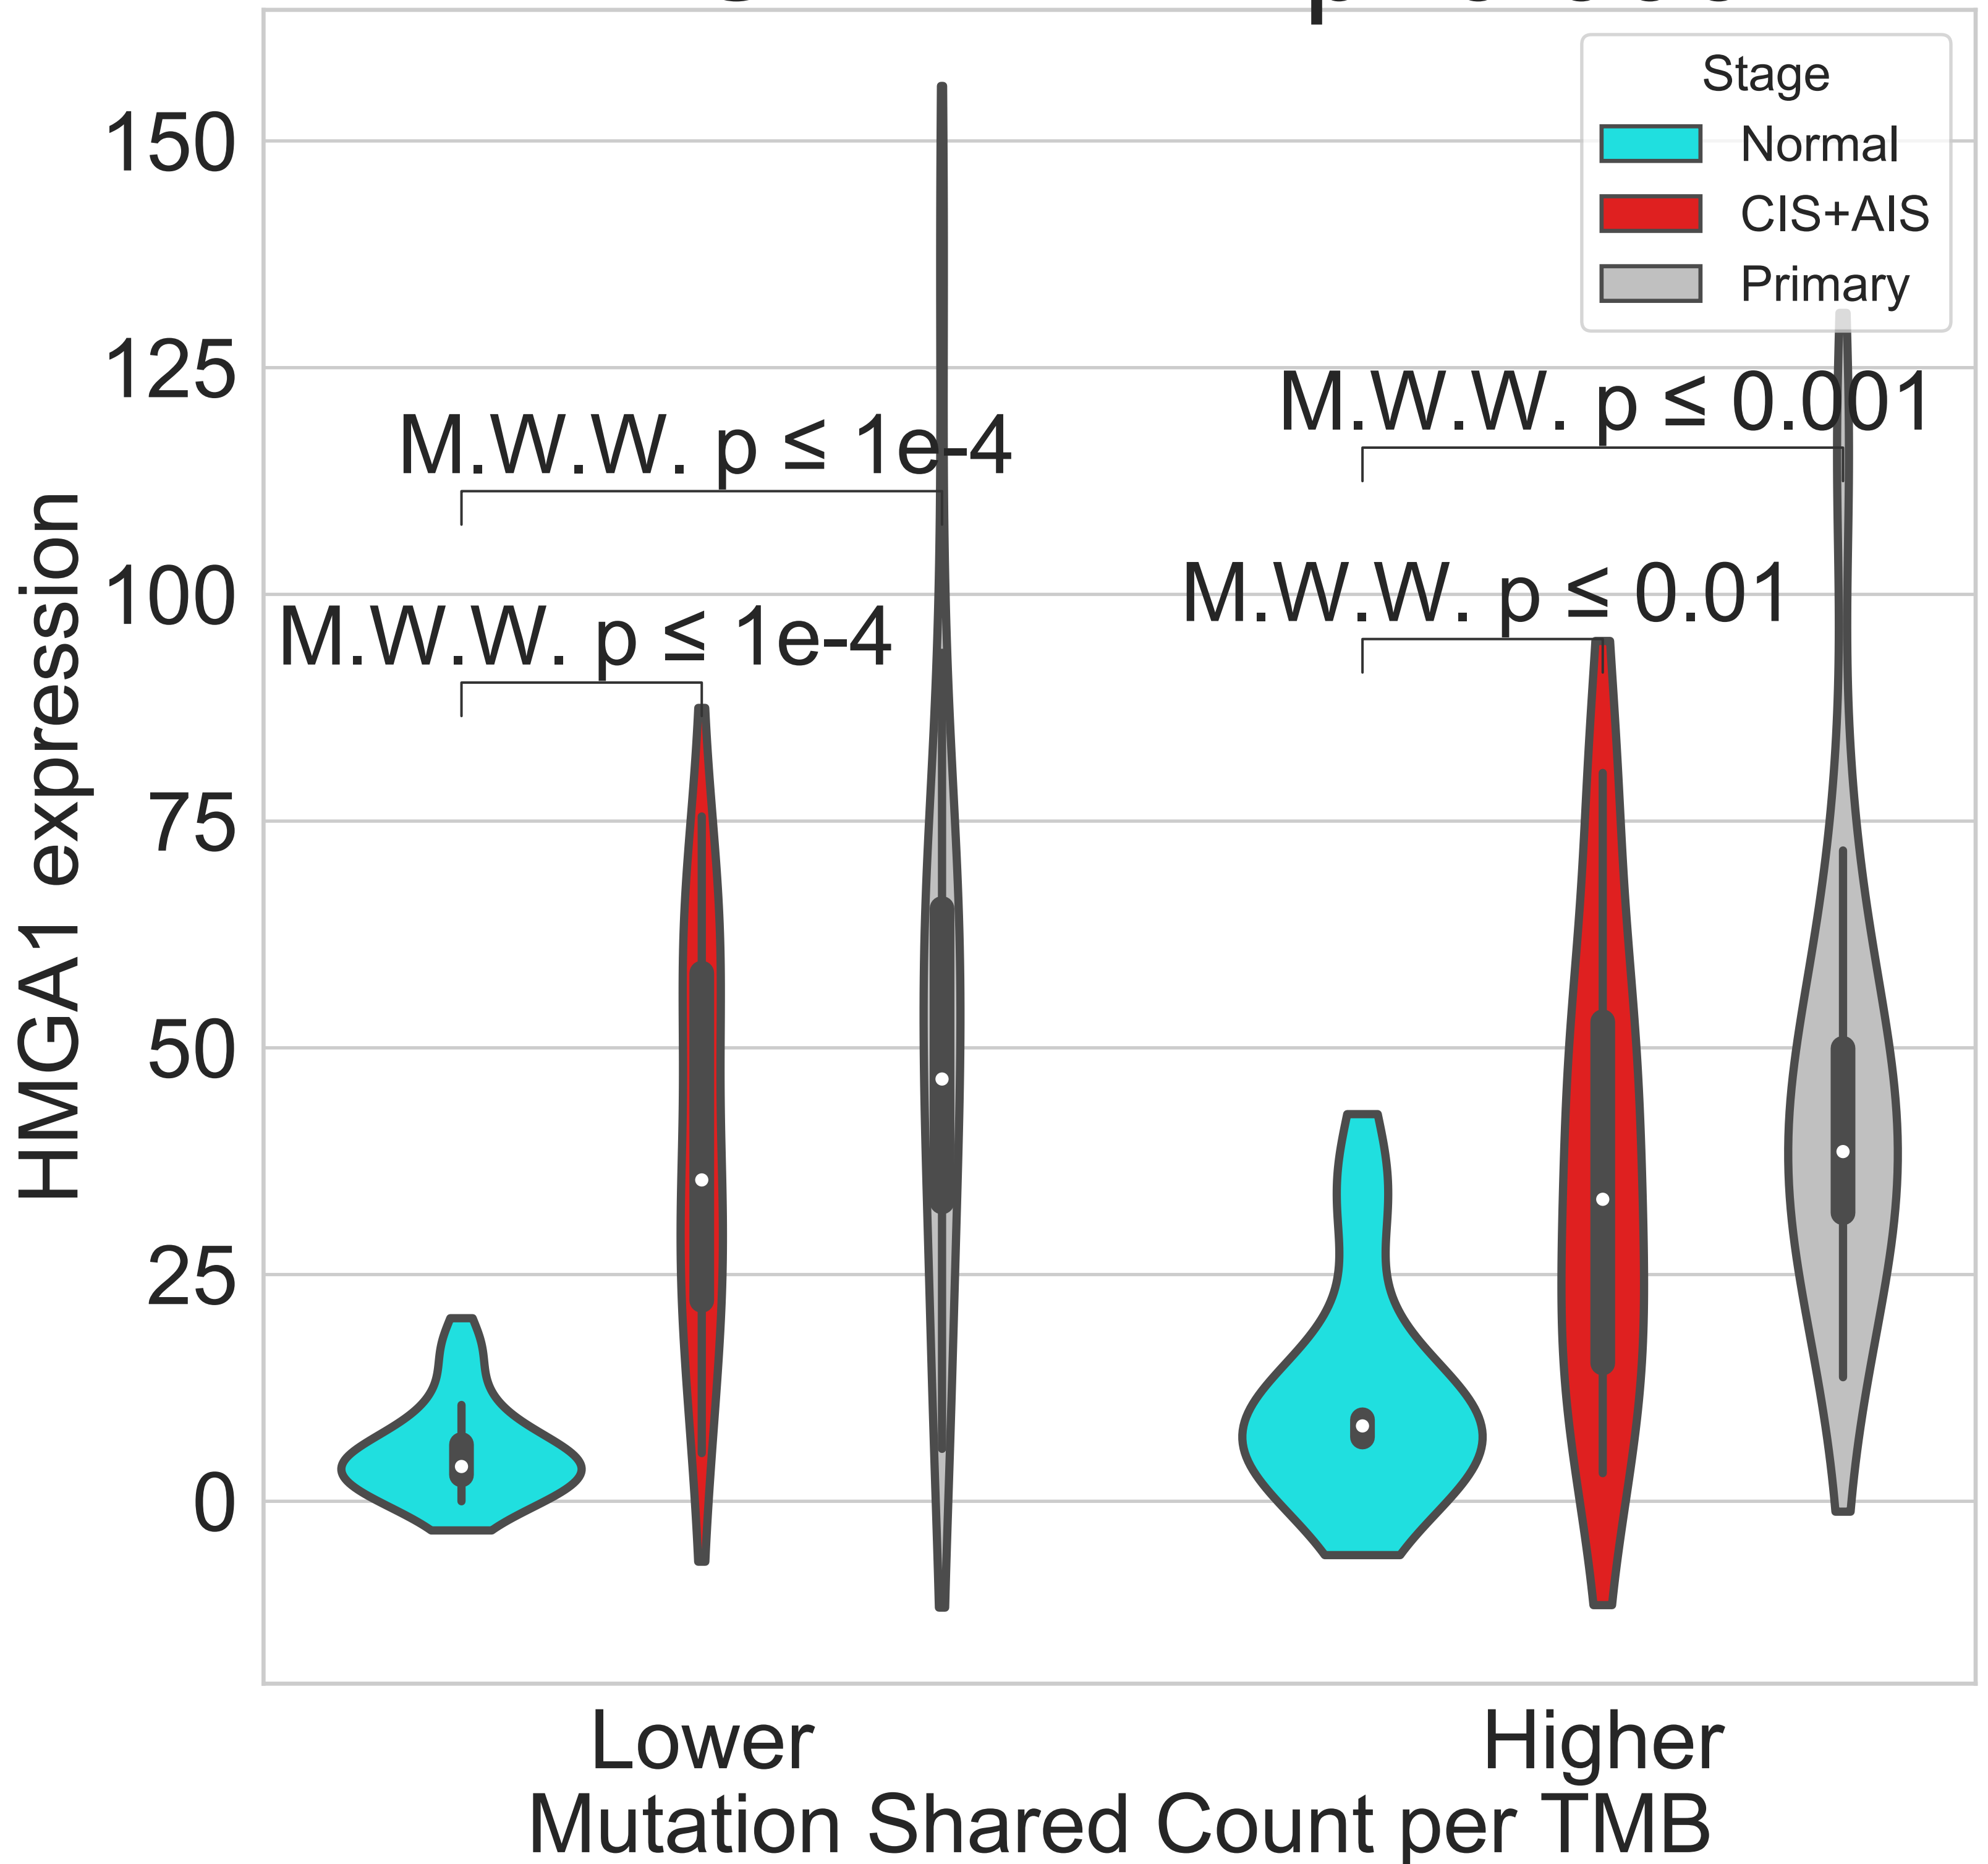 Stage
Normal
CIS+AIS
Primary
150
125
100
75
50
25
0
HMGA1 expression
M.W.W. p ≤ 1e-4
M.W.W. p ≤ 1e-4
M.W.W. p ≤ 0.001
M.W.W. p ≤ 0.01
Lower
Higher
Mutation Shared Count per TMB